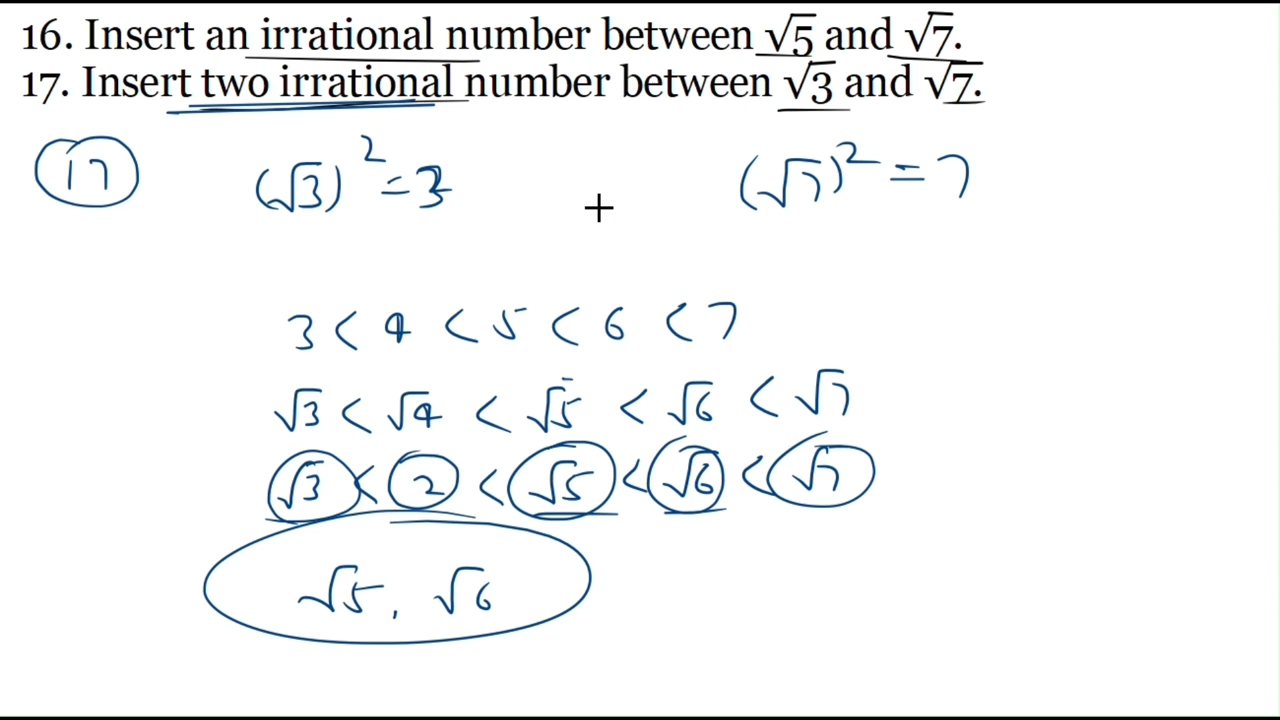 16. Insert an irrational number between √5 and √7.
17. Insert two irrational number between √3 and √7.
17 (√3)² = 3 (√7)² = 7
3 < 4 < 5 < 6 < 7
√3 < √4 < √5 < √6 < √7
√3 < 2 < √5 < √6 < √7
√5, √6